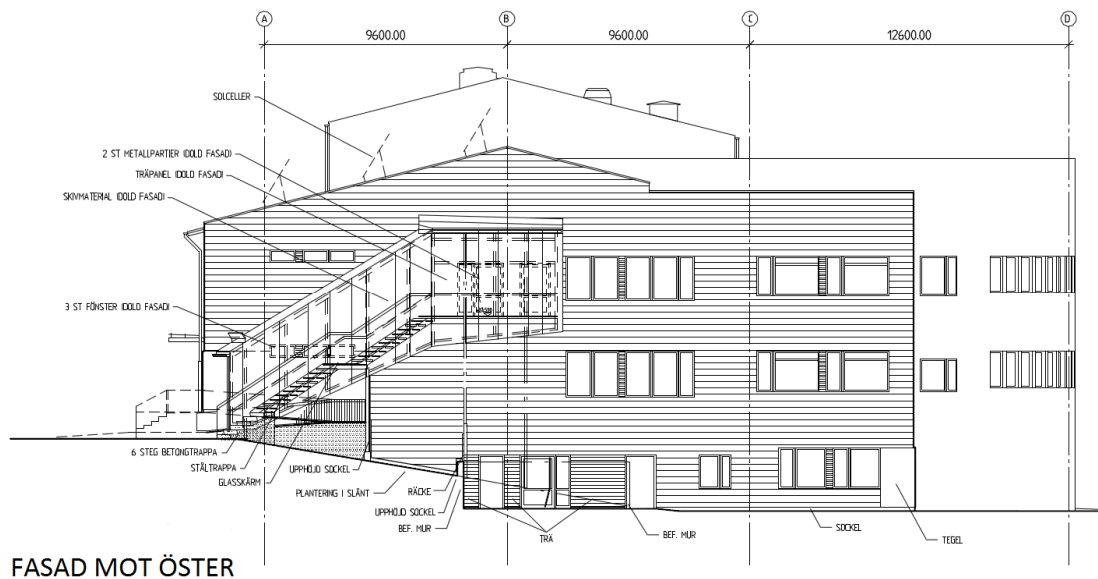 A B C D
9600.00 9600.00 12600.00
SOLCELLER
2 ST METALLPARTIER (DOLD FASAD)
TRÄPANEL (DOLD FASAD)
SKIVMATERIAL (DOLD FASAD)
3 ST FÖNSTER (DOLD FASAD)
6 STEG BETONGTRAPPA
STÅLTRAPPA
GLASSKÄRM
UPPHÖJD SOCKEL
PLANTERING I SLÄNT
RÄCKE
UPPHÖJD SOCKEL
BEF. MUR
TRÄ
BEF. MUR
SOCKEL
TEGEL
FASAD MOT ÖSTER